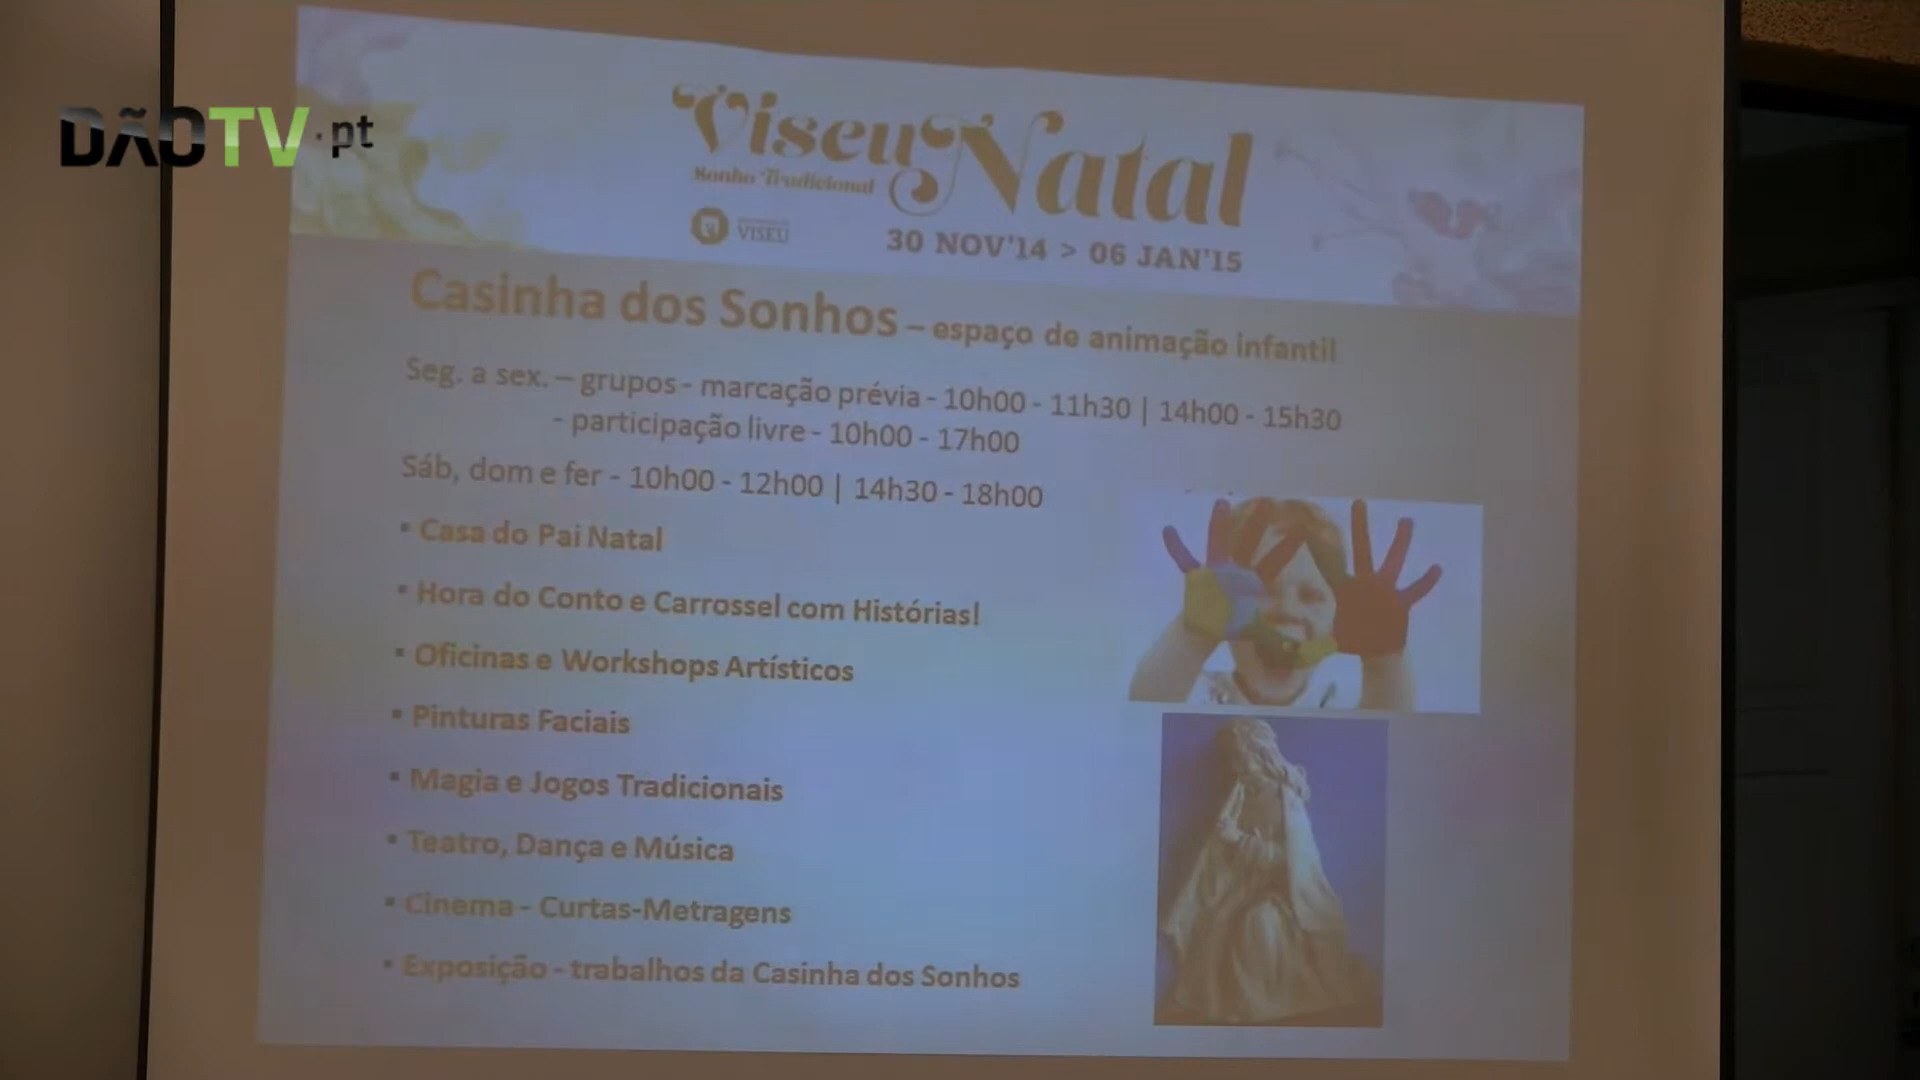 DÃOTV.pt
Viseu Natal
Sonho Tradicional
VISEU
30 NOV'14 > 06 JAN'15
Casinha dos Sonhos – espaço de animação infantil
Seg. a sex. – grupos - marcação prévia - 10h00 - 11h30 | 14h00 - 15h30
- participação livre - 10h00 - 17h00
Sáb, dom e fer - 10h00 - 12h00 | 14h30 - 18h00
▪ Casa do Pai Natal
▪ Hora do Conto e Carrossel com Histórias!
▪ Oficinas e Workshops Artísticos
▪ Pinturas Faciais
▪ Magia e Jogos Tradicionais
▪ Teatro, Dança e Música
▪ Cinema - Curtas-Metragens
▪ Exposição - trabalhos da Casinha dos Sonhos